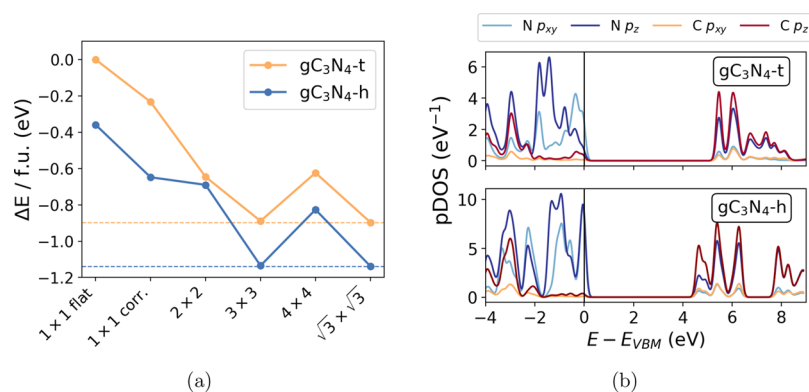 ΔE / f.u. (eV)
0.0
−0.2
−0.4
−0.6
−0.8
−1.0
−1.2
gC₃N₄-t
gC₃N₄-h
1 × 1 flat
1 × 1 corr.
2 × 2
3 × 3
4 × 4
√3 × √3
(a)
N pxy N pz C pxy C pz
pDOS (eV⁻¹)
6
4
2
0
gC₃N₄-t
10
5
0
gC₃N₄-h
−4 −2 0 2 4 6 8
E − EVBM (eV)
(b)